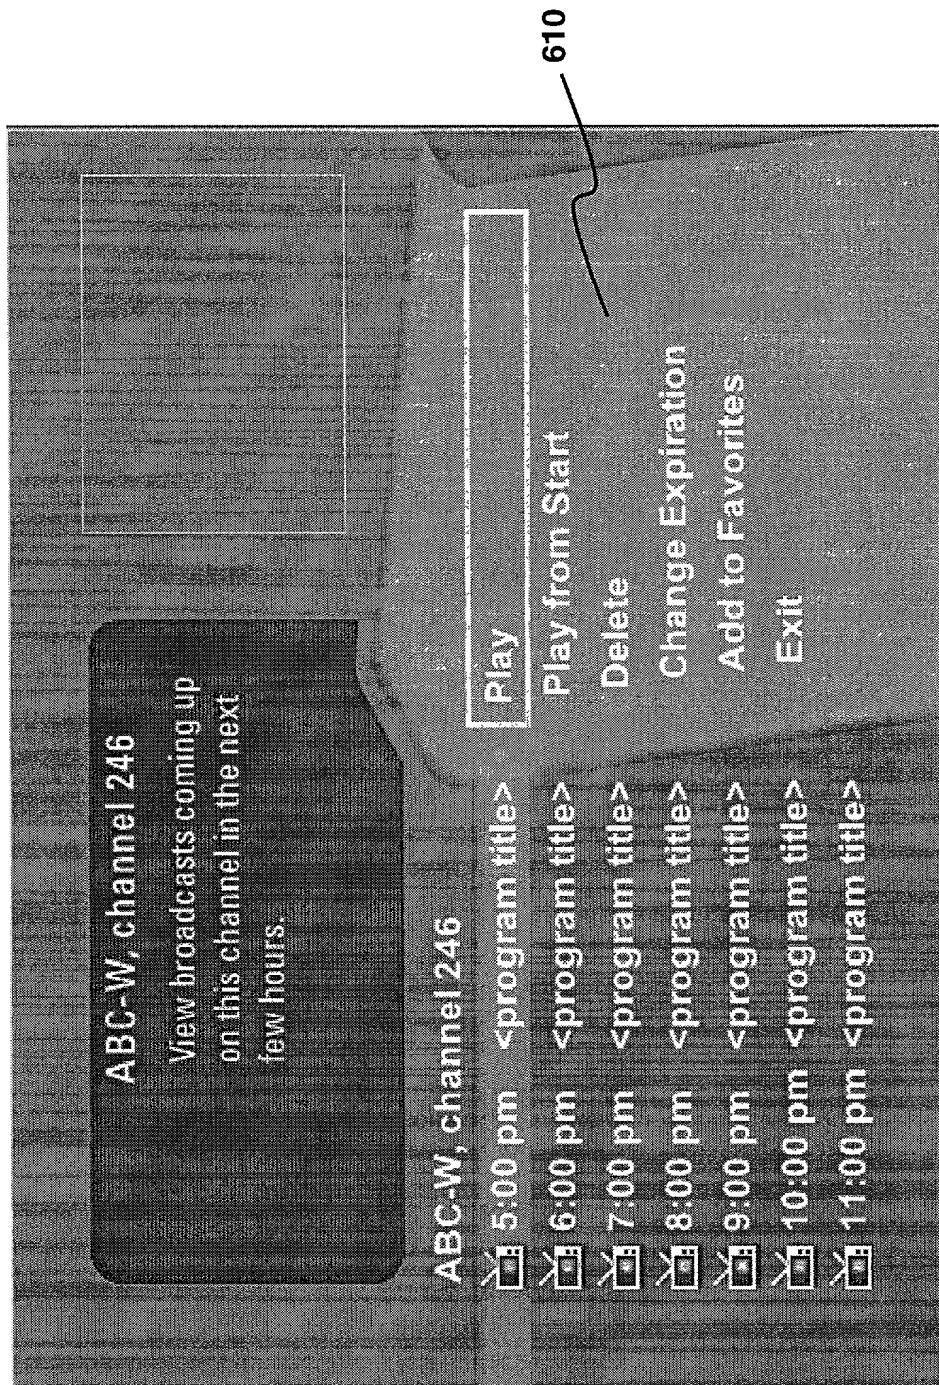 ABC-W, channel 246
View broadcasts coming up
on this channel in the next
few hours.
ABC-W, channel 246
5:00 pm <program title>
6:00 pm <program title>
7:00 pm <program title>
8:00 pm <program title>
9:00 pm <program title>
10:00 pm <program title>
11:00 pm <program title>
Play
Play from Start
Delete
Change Expiration
Add to Favorites
Exit
610